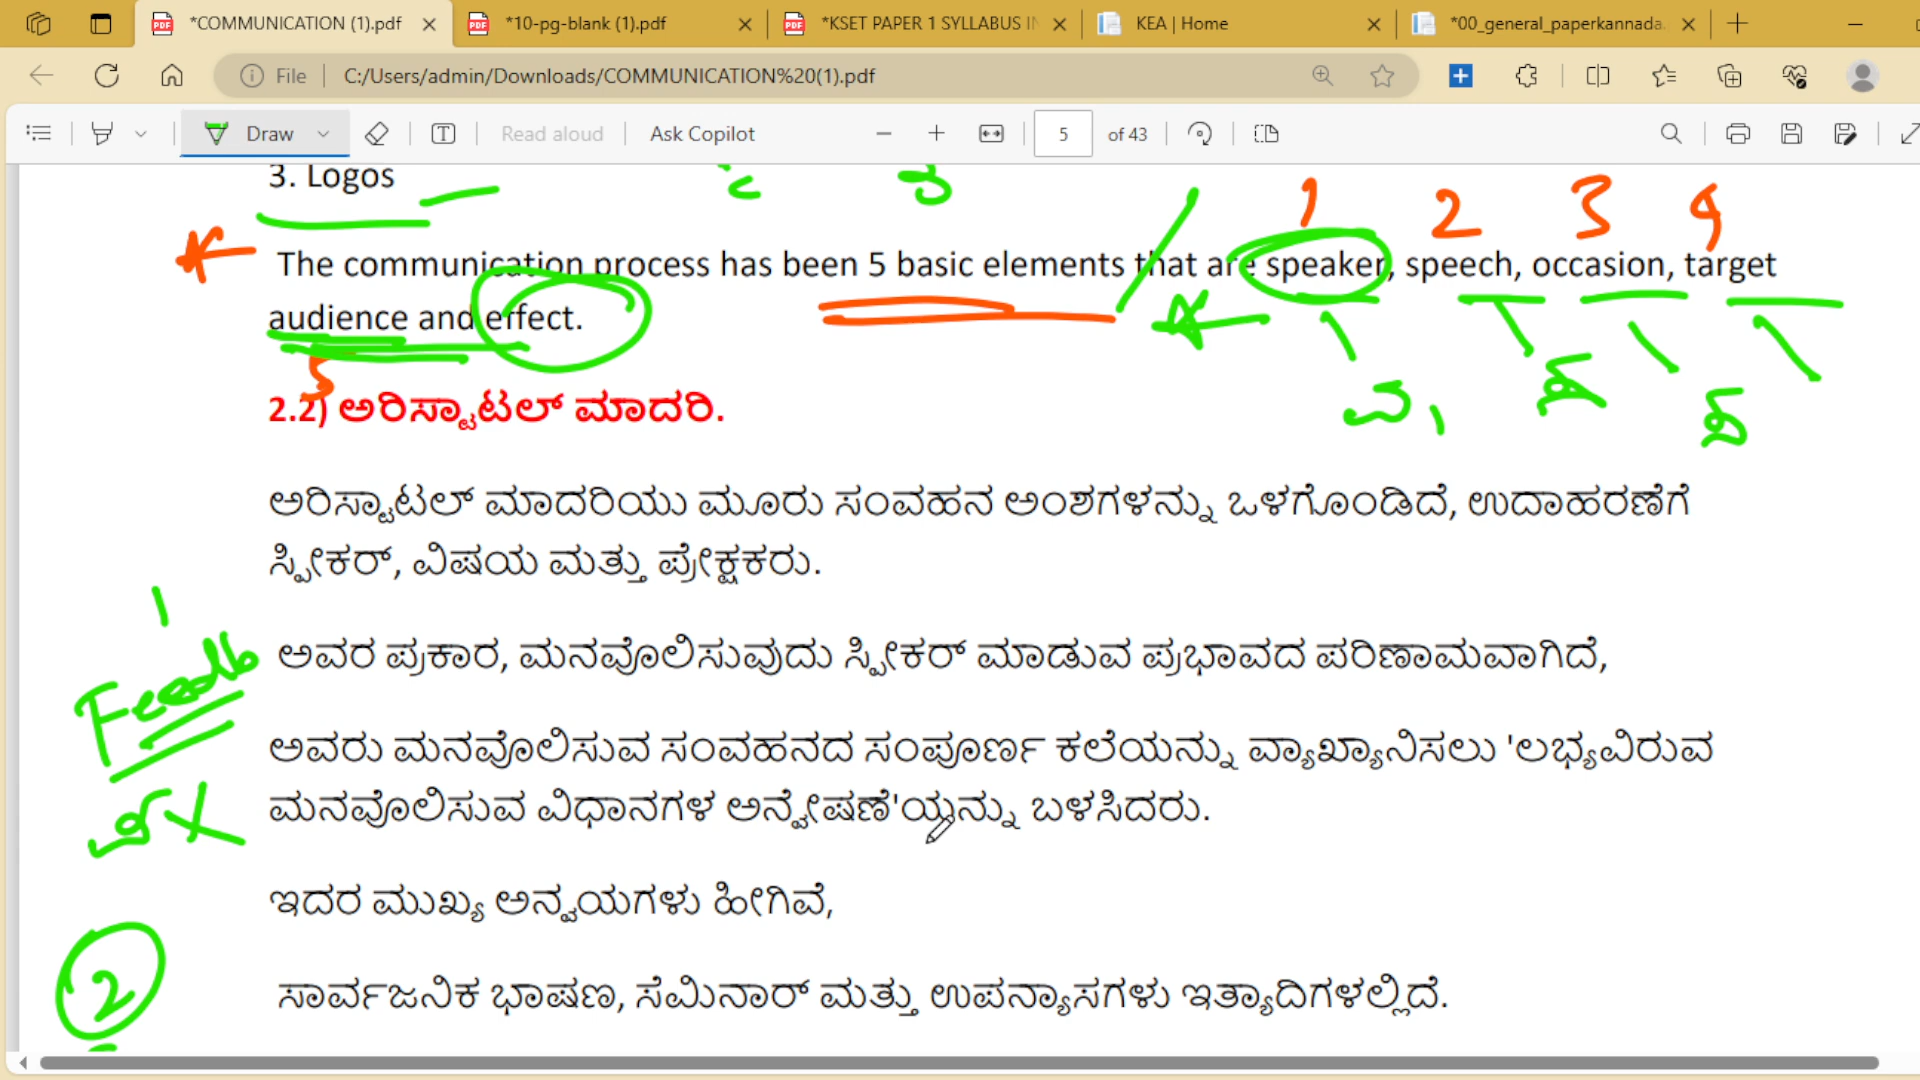 *COMMUNICATION (1).pdf
*10-pg-blank (1).pdf
*KSET PAPER 1 SYLLABUS IN
KEA | Home
*00_general_paperkannada.
File
C:/Users/admin/Downloads/COMMUNICATION%20(1).pdf
Draw
Read aloud
Ask Copilot
5
of 43
3. Logos
1 2 3 4
The communication process has been 5 basic elements that are speaker, speech, occasion, target
audience and effect.
5
2.2) ಅರಿಸ್ಟಾಟಲ್ ಮಾದರಿ.
ಅರಿಸ್ಟಾಟಲ್ ಮಾದರಿಯು ಮೂರು ಸಂವಹನ ಅಂಶಗಳನ್ನು ಒಳಗೊಂಡಿದೆ, ಉದಾಹರಣೆಗೆ
ಸ್ಪೀಕರ್, ವಿಷಯ ಮತ್ತು ಪ್ರೇಕ್ಷಕರು.
ಅವರ ಪ್ರಕಾರ, ಮನವೊಲಿಸುವುದು ಸ್ಪೀಕರ್ ಮಾಡುವ ಪ್ರಭಾವದ ಪರಿಣಾಮವಾಗಿದೆ,
Feedb
ಅವರು ಮನವೊಲಿಸುವ ಸಂವಹನದ ಸಂಪೂರ್ಣ ಕಲೆಯನ್ನು ವ್ಯಾಖ್ಯಾನಿಸಲು 'ಲಭ್ಯವಿರುವ
ಮನವೊಲಿಸುವ ವಿಧಾನಗಳ ಅನ್ವೇಷಣೆ'ಯನ್ನು ಬಳಸಿದರು.
ಇದರ ಮುಖ್ಯ ಅನ್ವಯಗಳು ಹೀಗಿವೆ,
2
ಸಾರ್ವಜನಿಕ ಭಾಷಣ, ಸೆಮಿನಾರ್ ಮತ್ತು ಉಪನ್ಯಾಸಗಳು ಇತ್ಯಾದಿಗಳಲ್ಲಿದೆ.